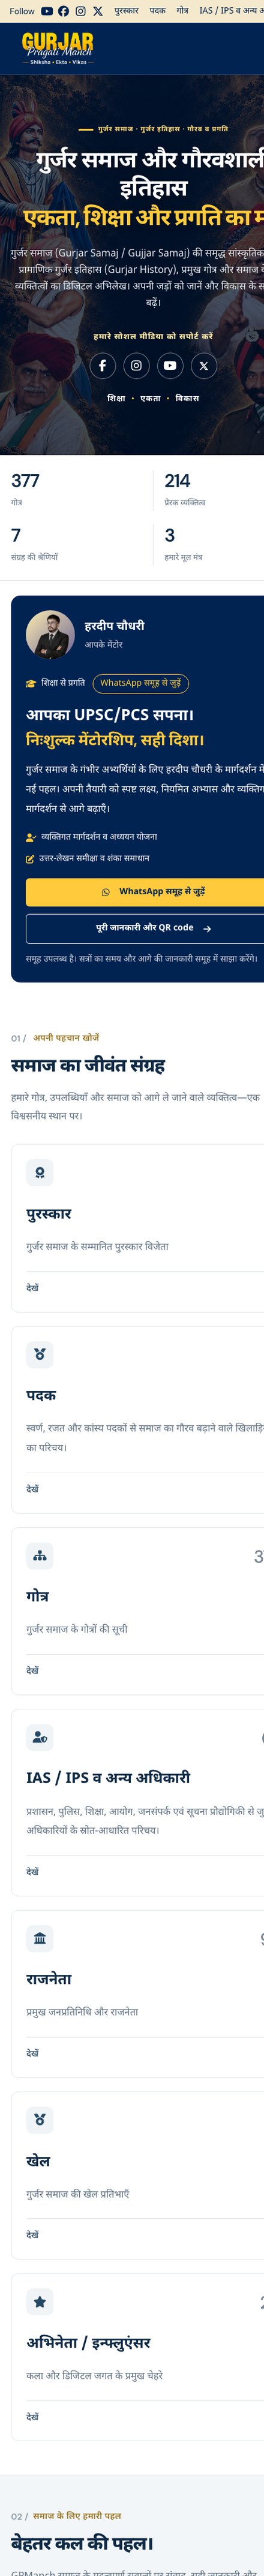 Follow पुरस्कार पदक गोत्र IAS / IPS व अन्य
GURJAR
Pragati Manch
Shiksha • Ekta • Vikas
गुर्जर समाज · गुर्जर इतिहास · गौरव व प्रगति
गुर्जर समाज और गौरवशाली
इतिहास
एकता, शिक्षा और प्रगति का
गुर्जर समाज (Gurjar Samaj / Gujjar Samaj) की समृद्ध
प्रामाणिक गुर्जर इतिहास (Gurjar History), प्रमुख गोत्र और समाज
व्यक्तित्वों का डिजिटल अभिलेख। अपनी जड़ों को जानें और विकास के
बढ़ें।
हमारे सोशल मीडिया को सपोर्ट करें
शिक्षा • एकता • विकास
377
गोत्र
214
प्रेरक व्यक्तित्व
7
संग्रह की श्रेणियाँ
3
हमारे मूल मंत्र
हरदीप चौधरी
आपके मेंटोर
शिक्षा से प्रगति WhatsApp समूह से जुड़ें
आपका UPSC/PCS सपना।
निःशुल्क मेंटोरशिप, सही दिशा।
गुर्जर समाज के गंभीर अभ्यर्थियों के लिए हरदीप चौधरी के मार्गदर्शन में
नई पहल। अपनी तैयारी को स्पष्ट लक्ष्य, नियमित अभ्यास और
मार्गदर्शन से आगे बढ़ाएँ।
व्यक्तिगत मार्गदर्शन व अध्ययन योजना
उत्तर-लेखन समीक्षा व शंका समाधान
WhatsApp समूह से जुड़ें
पूरी जानकारी और QR code →
समूह उपलब्ध है। सत्रों का समय और आगे की जानकारी समूह में साझा करेंगे।
01 / अपनी पहचान खोजें
समाज का जीवंत संग्रह
हमारे गोत्र, उपलब्धियाँ और समाज को आगे ले जाने वाले व्यक्तित्व—एक
विश्वसनीय स्थान पर।
पुरस्कार
गुर्जर समाज के सम्मानित पुरस्कार विजेता
देखें
पदक
स्वर्ण, रजत और कांस्य पदकों से समाज का गौरव बढ़ाने वाले
का परिचय।
देखें
गोत्र
गुर्जर समाज के गोत्रों की सूची
देखें
IAS / IPS व अन्य अधिकारी
प्रशासन, पुलिस, शिक्षा, आयोग, जनसंपर्क एवं सूचना प्रौद्योगिकी से
अधिकारियों के स्रोत-आधारित परिचय।
देखें
राजनेता
प्रमुख जनप्रतिनिधि और राजनेता
देखें
खेल
गुर्जर समाज की खेल प्रतिभाएँ
देखें
अभिनेता / इन्फ्लुएंसर
कला और डिजिटल जगत के प्रमुख चेहरे
देखें
02 / समाज के लिए हमारी पहल
बेहतर कल की पहल।